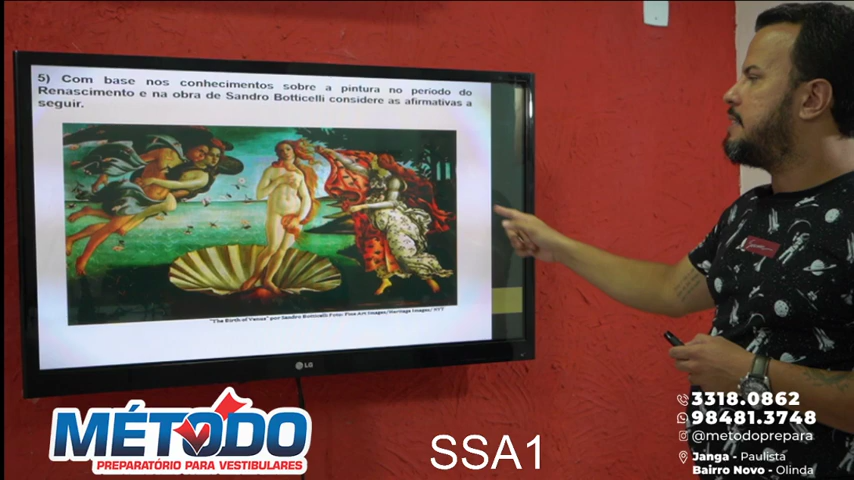 5) Com base nos conhecimentos sobre a pintura no período do
Renascimento e na obra de Sandro Botticelli considere as afirmativas a
seguir.
"The Birth of Venus" por Sandro Botticelli Foto: Fine Art Images/Heritage Images/ NYT
LG
MÉTODO
PREPARATÓRIO PARA VESTIBULARES
SSA1
3318.0862
98481.3748
@metodoprepara
Janga - Paulista
Bairro Novo - Olinda